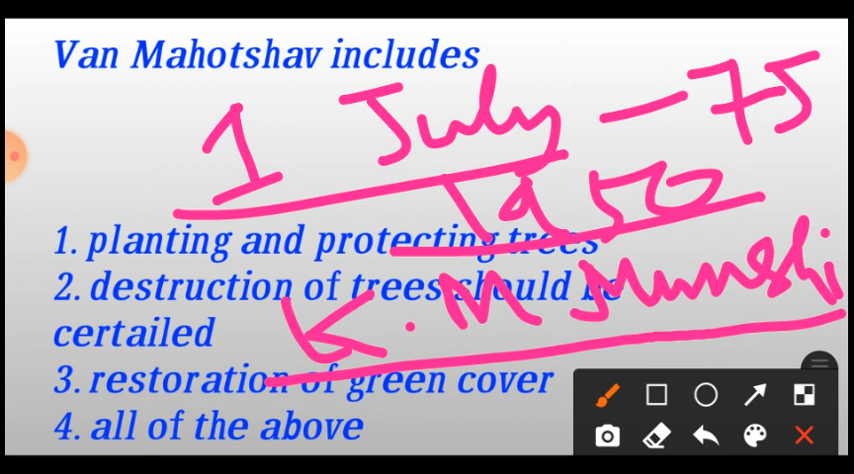 Van Mahotshav includes
1 July - 75
1950
1. planting and protecting trees
2. destruction of trees should be
K.M Munshi
certailed
3. restoration of green cover
4. all of the above